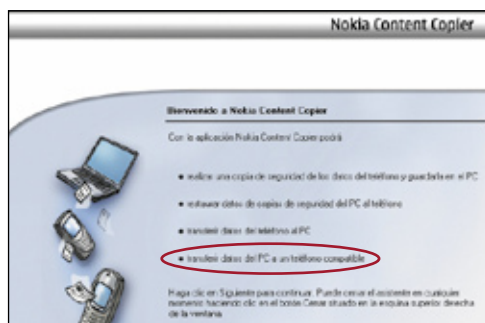 Nokia Content Copier
Bienvenido a Nokia Content Copier
Con la aplicación Nokia Content Copier podrá
• realizar una copia de seguridad de los datos del teléfono y guardarla en el PC
• restaurar datos de copias de seguridad del PC al teléfono
• transferir datos del teléfono al PC
• transferir datos del PC a un teléfono compatible
Haga clic en Siguiente para continuar. Puede cerrar el asistente en cualquier
momento haciendo clic en el botón Cerrar situado en la esquina superior derecha
de la ventana.